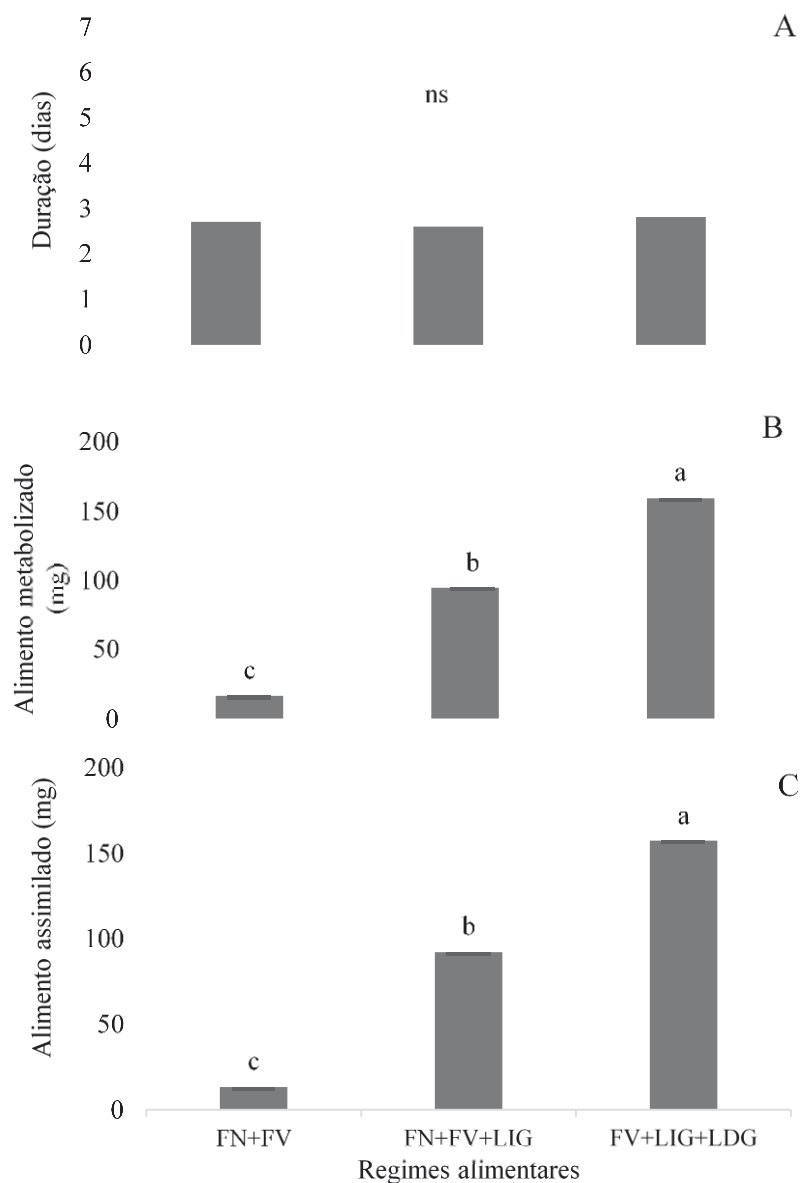 A
Duração (dias)
7
6
5
4
3
2
1
0
ns
B
Alimento metabolizado
(mg)
200
150
100
50
0
c
b
a
C
Alimento assimilado (mg)
200
150
100
50
0
c
b
a
FN+FV FN+FV+LIG FV+LIG+LDG
Regimes alimentares